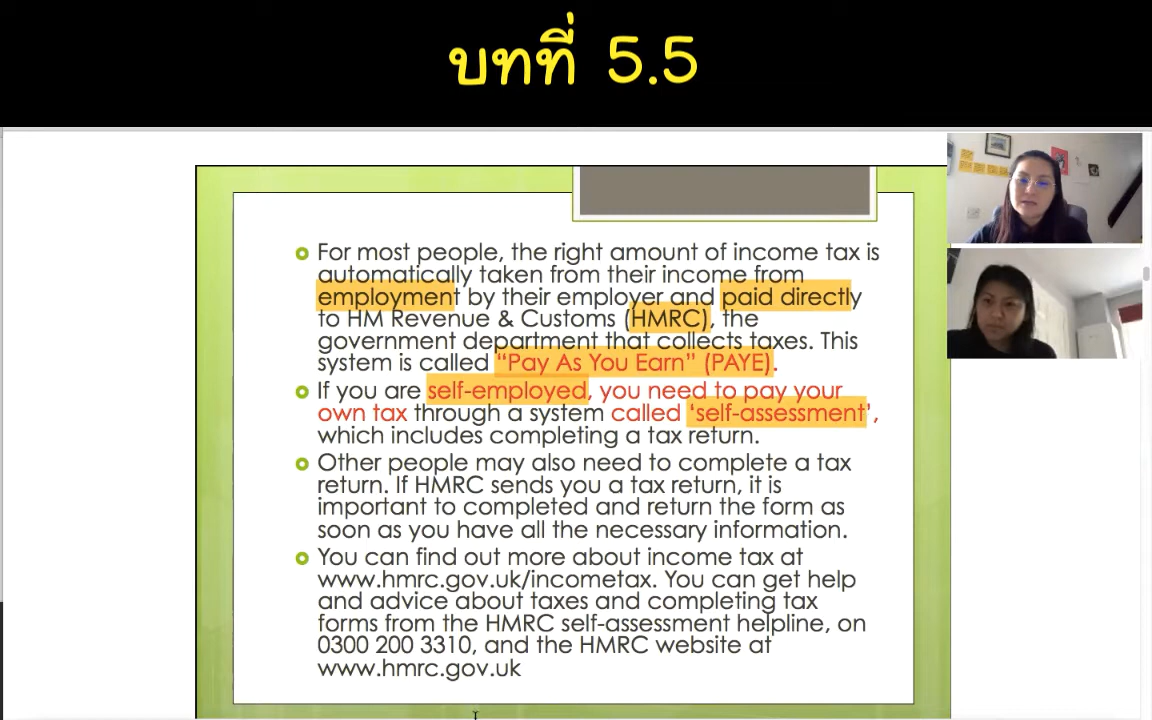 บทที่ 5.5
For most people, the right amount of income tax is
automatically taken from their income from
employment by their employer and paid directly
to HM Revenue & Customs (HMRC), the
government department that collects taxes. This
system is called “Pay As You Earn” (PAYE).
If you are self-employed, you need to pay your
own tax through a system called ‘self-assessment’,
which includes completing a tax return.
Other people may also need to complete a tax
return. If HMRC sends you a tax return, it is
important to completed and return the form as
soon as you have all the necessary information.
You can find out more about income tax at
www.hmrc.gov.uk/incometax. You can get help
and advice about taxes and completing tax
forms from the HMRC self-assessment helpline, on
0300 200 3310, and the HMRC website at
www.hmrc.gov.uk